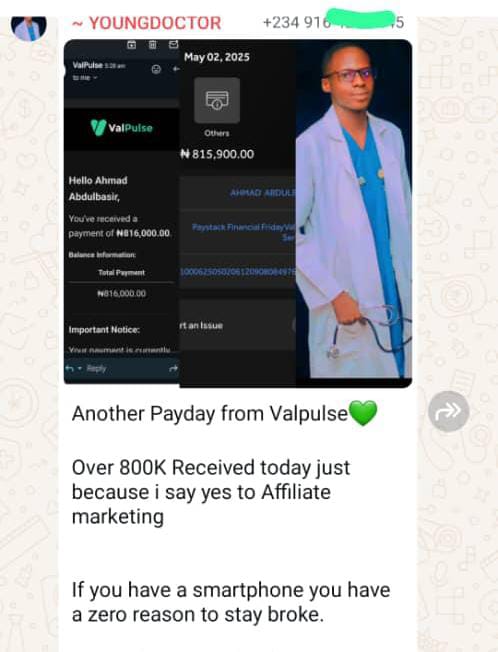 ~ YOUNGDOCTOR +234 916
ValPulse 5:28 am
to me
ValPulse
Hello Ahmad
Abdulbasir,
You've received a
payment of ₦816,000.00.
Balance Information:
Total Payment
₦816,000.00
Important Notice:
Your payment is currently
Reply
May 02, 2025
Others
₦ 815,900.00
AHMAD ABDULB
Paystack Financial FridayVal
Ser
rt an Issue
Another Payday from Valpulse💚
Over 800K Received today just
because i say yes to Affiliate
marketing
If you have a smartphone you have
a zero reason to stay broke.